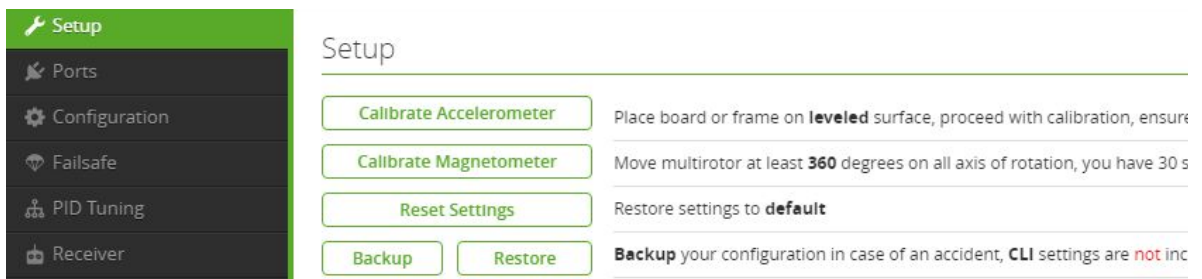 Setup
Ports
Configuration
Failsafe
PID Tuning
Receiver
Setup
Calibrate Accelerometer
Place board or frame on leveled surface, proceed with calibration, ensure
Calibrate Magnetometer
Move multirotor at least 360 degrees on all axis of rotation, you have 30 s
Reset Settings
Restore settings to default
Backup
Restore
Backup your configuration in case of an accident, CLI settings are not inc